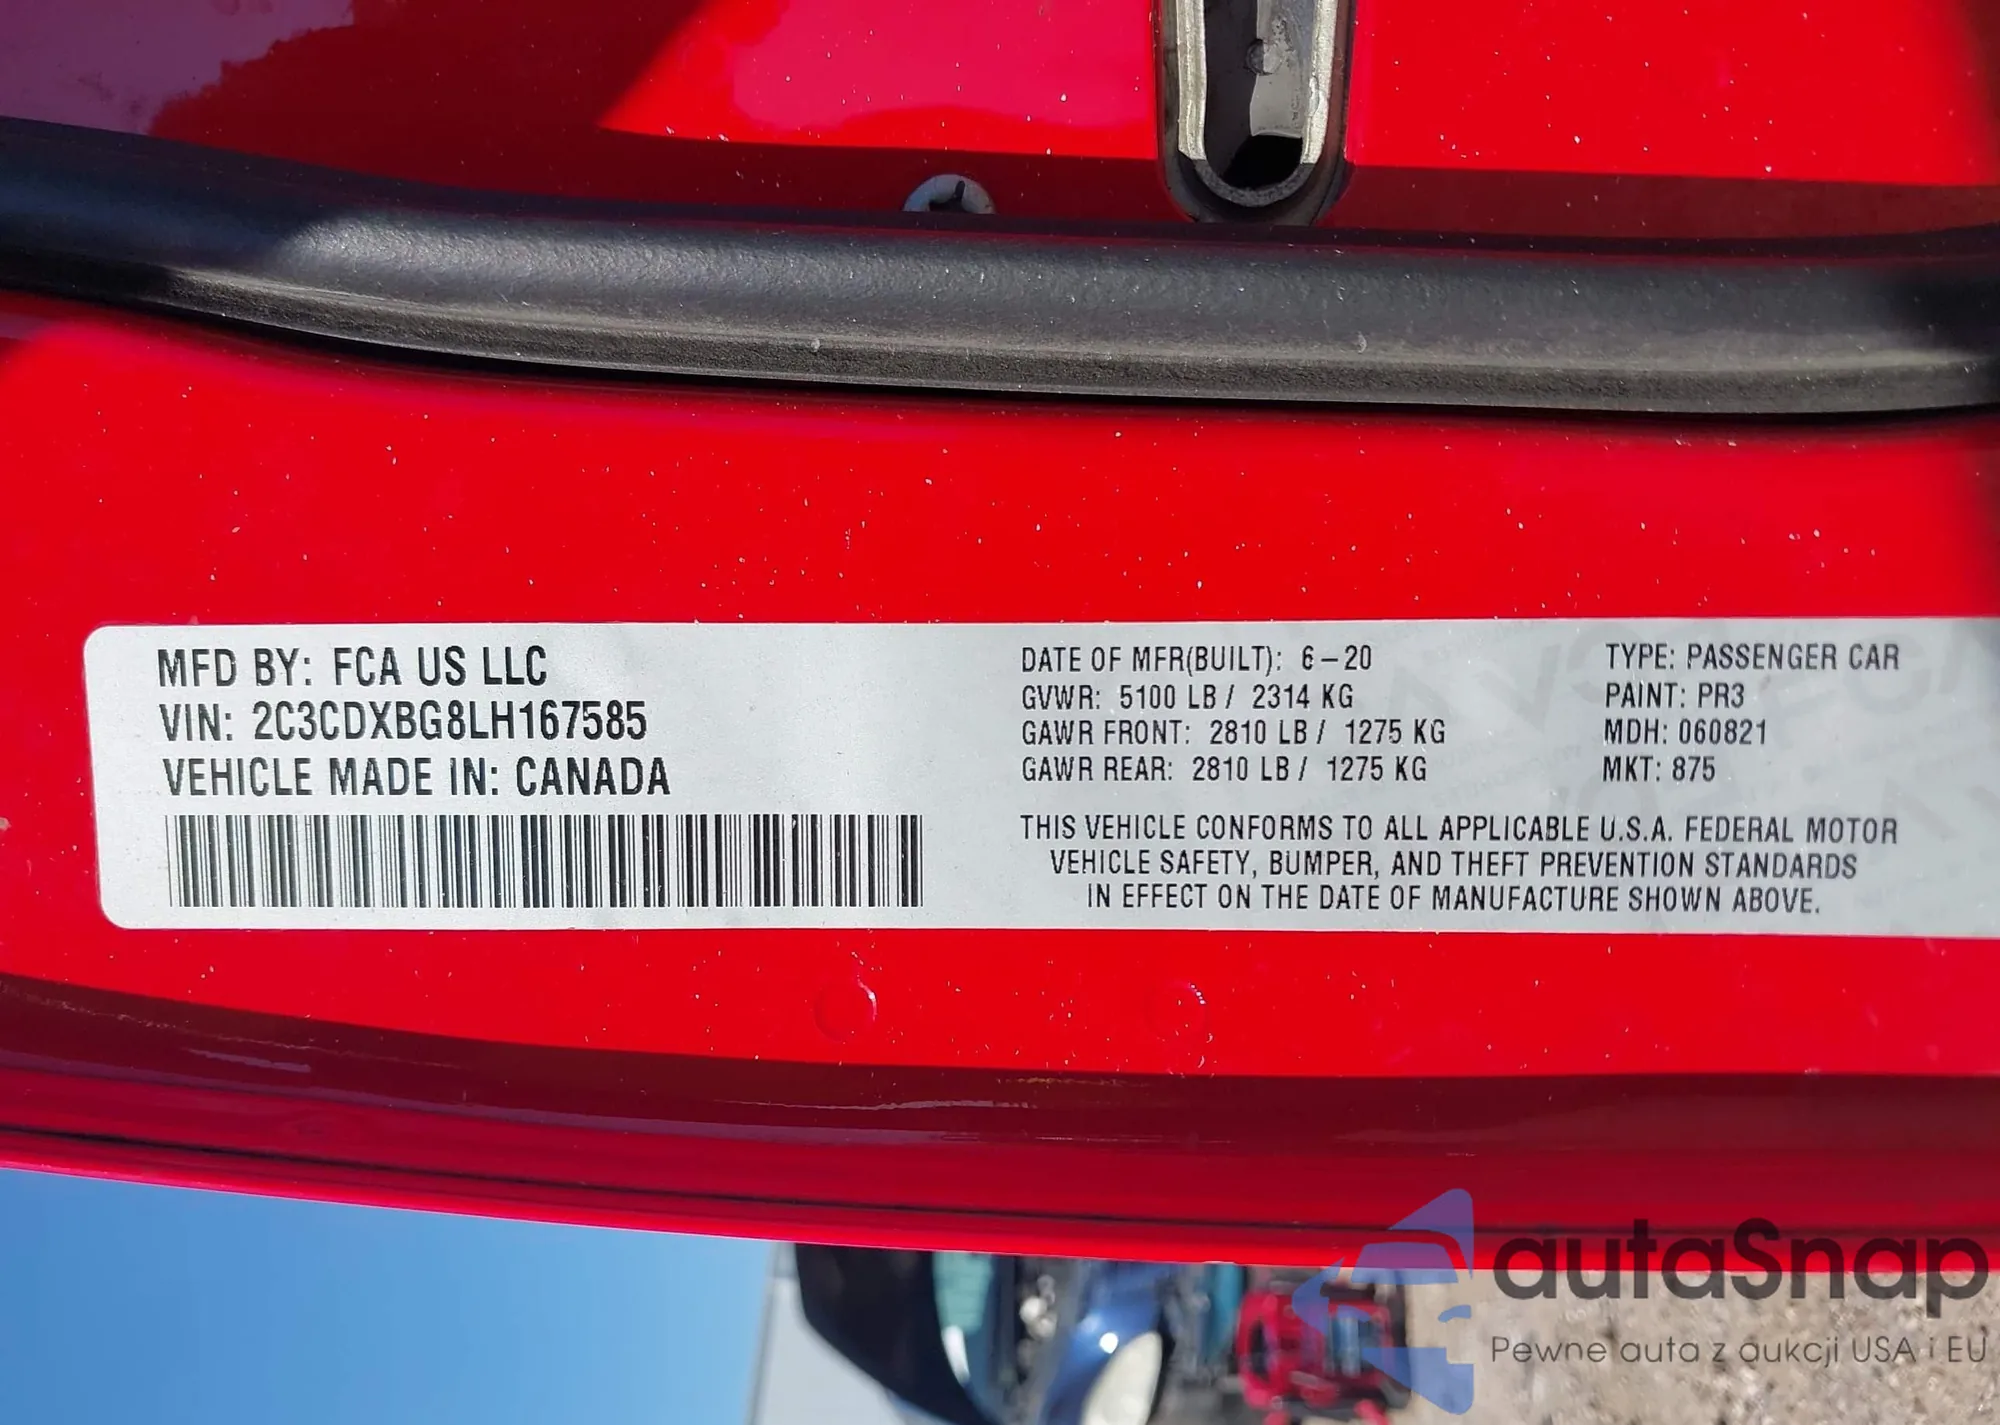 MFD BY: FCA US LLC
VIN: 2C3CDXBG8LH167585
VEHICLE MADE IN: CANADA
DATE OF MFR(BUILT): 6-20
GVWR: 5100 LB / 2314 KG
GAWR FRONT: 2810 LB / 1275 KG
GAWR REAR: 2810 LB / 1275 KG
TYPE: PASSENGER CAR
PAINT: PR3
MDH: 060821
MKT: 875
THIS VEHICLE CONFORMS TO ALL APPLICABLE U.S.A. FEDERAL MOTOR
VEHICLE SAFETY, BUMPER, AND THEFT PREVENTION STANDARDS
IN EFFECT ON THE DATE OF MANUFACTURE SHOWN ABOVE.
autaSnap
Pewne auta z aukcji USA i EU